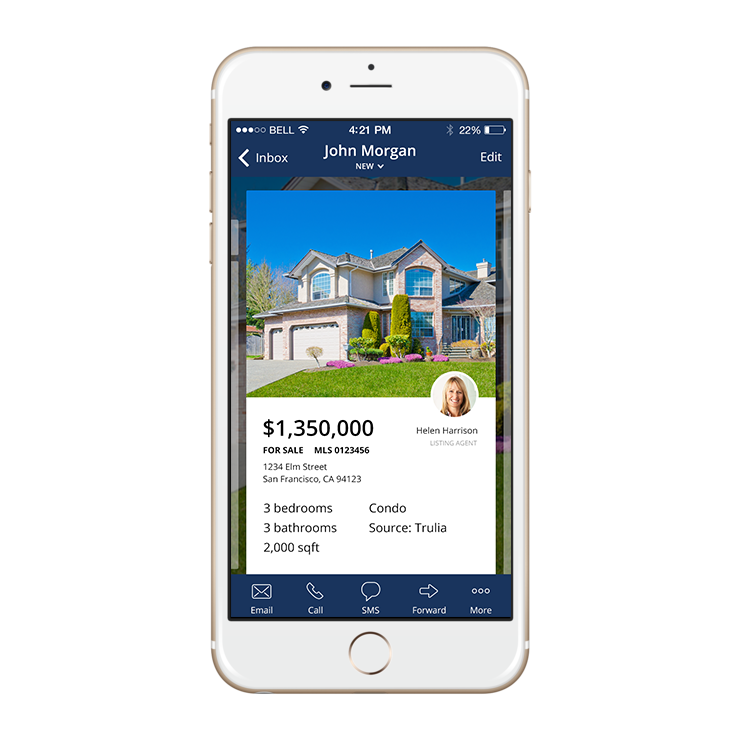 BELL 4:21 PM 22%
Inbox John Morgan Edit
NEW
$1,350,000
Helen Harrison
LISTING AGENT
FOR SALE MLS 0123456
1234 Elm Street
San Francisco, CA 94123
3 bedrooms Condo
3 bathrooms Source: Trulia
2,000 sqft
Email Call SMS Forward More